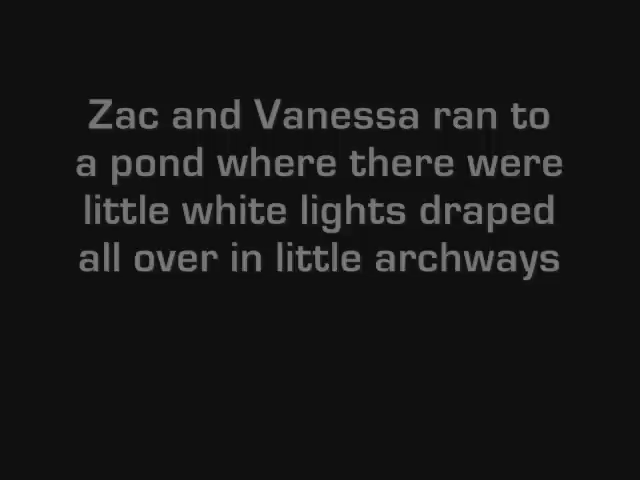 Zac and Vanessa ran to
a pond where there were
little white lights draped
all over in little archways